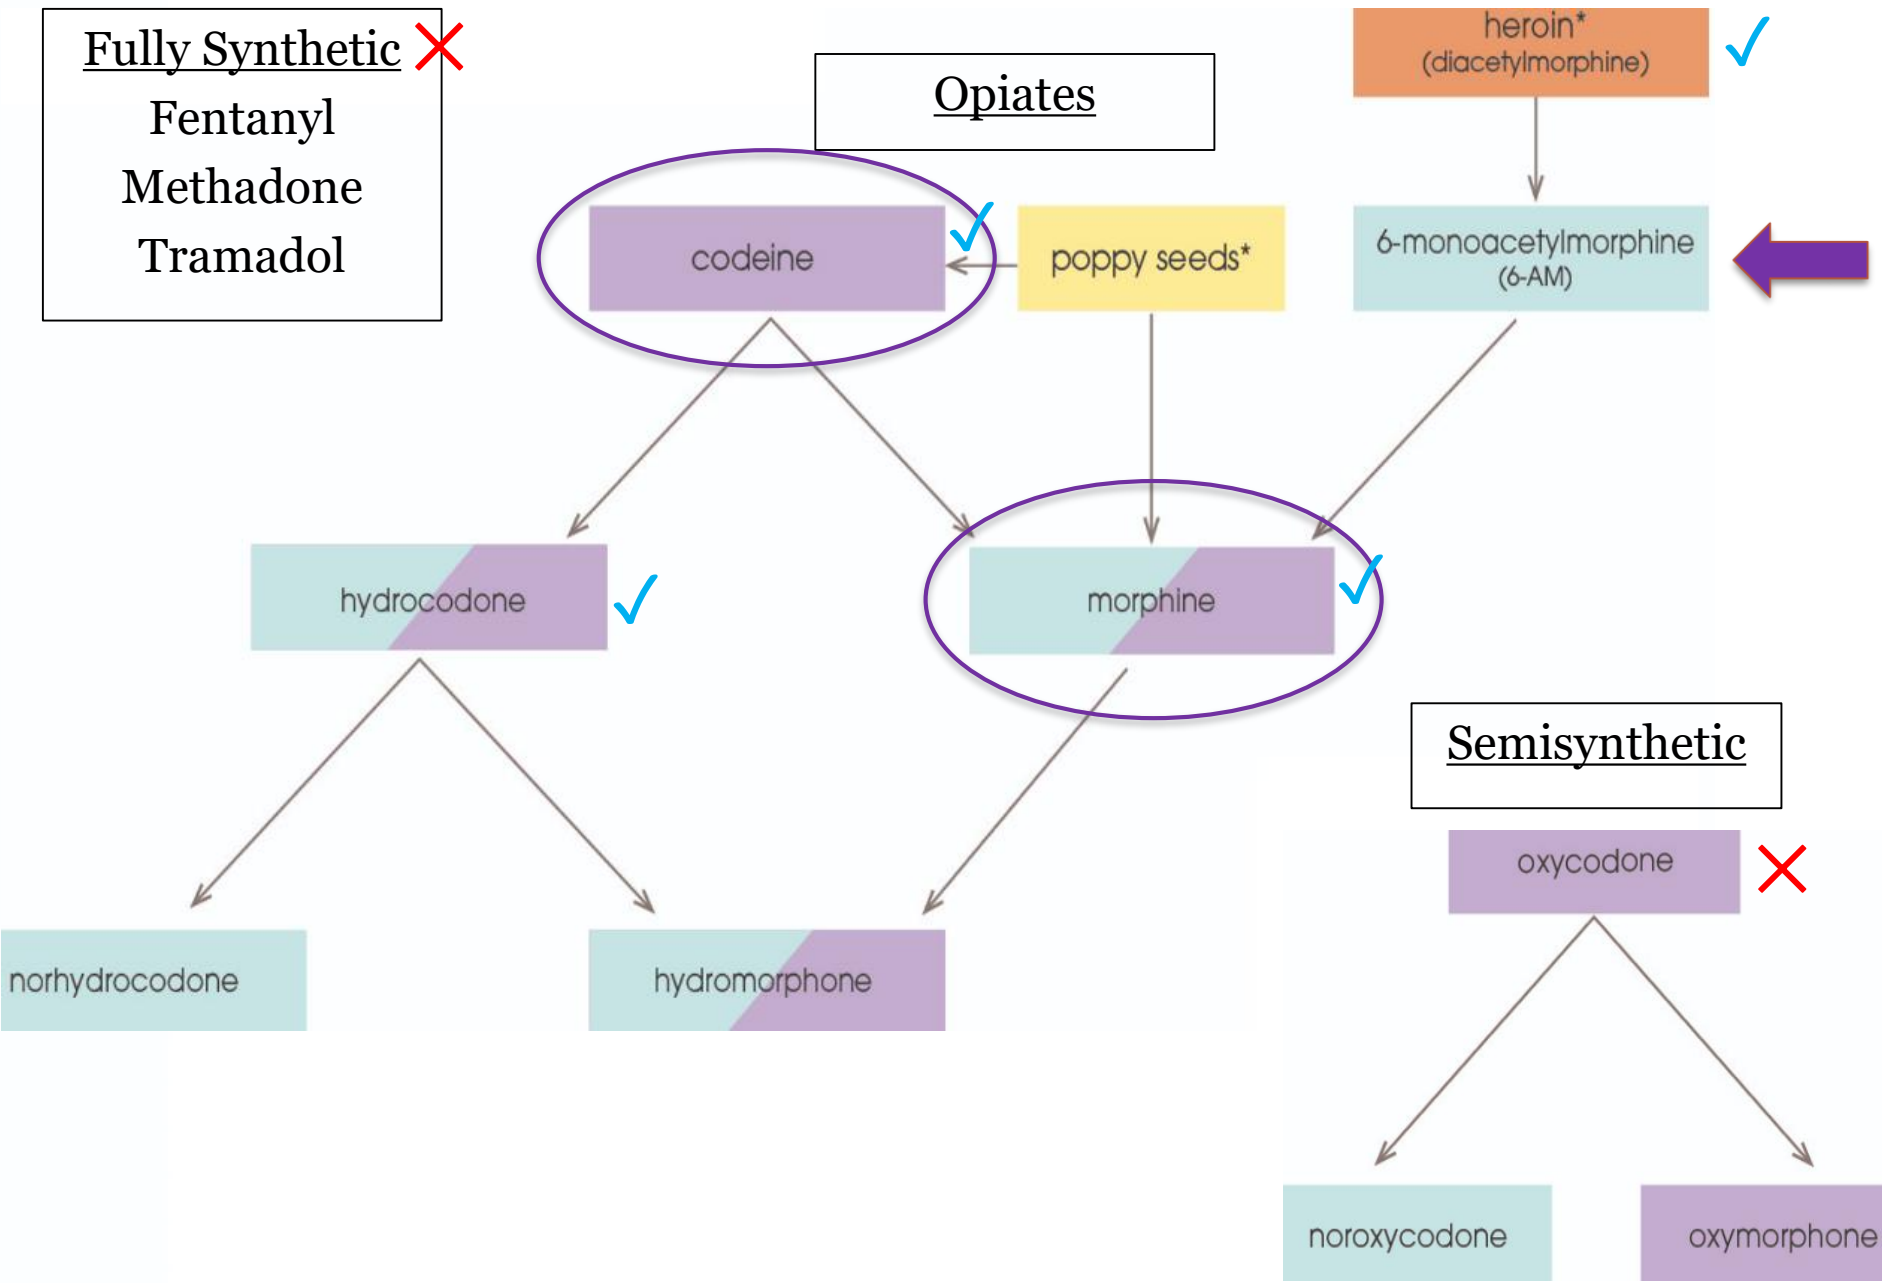 Fully Synthetic
Fentanyl
Methadone
Tramadol
Opiates
heroin*
(diacetylmorphine)
codeine
poppy seeds*
6-monoacetylmorphine
(6-AM)
hydrocodone
morphine
Semisynthetic
oxycodone
norhydrocodone
hydromorphone
noroxycodone
oxymorphone